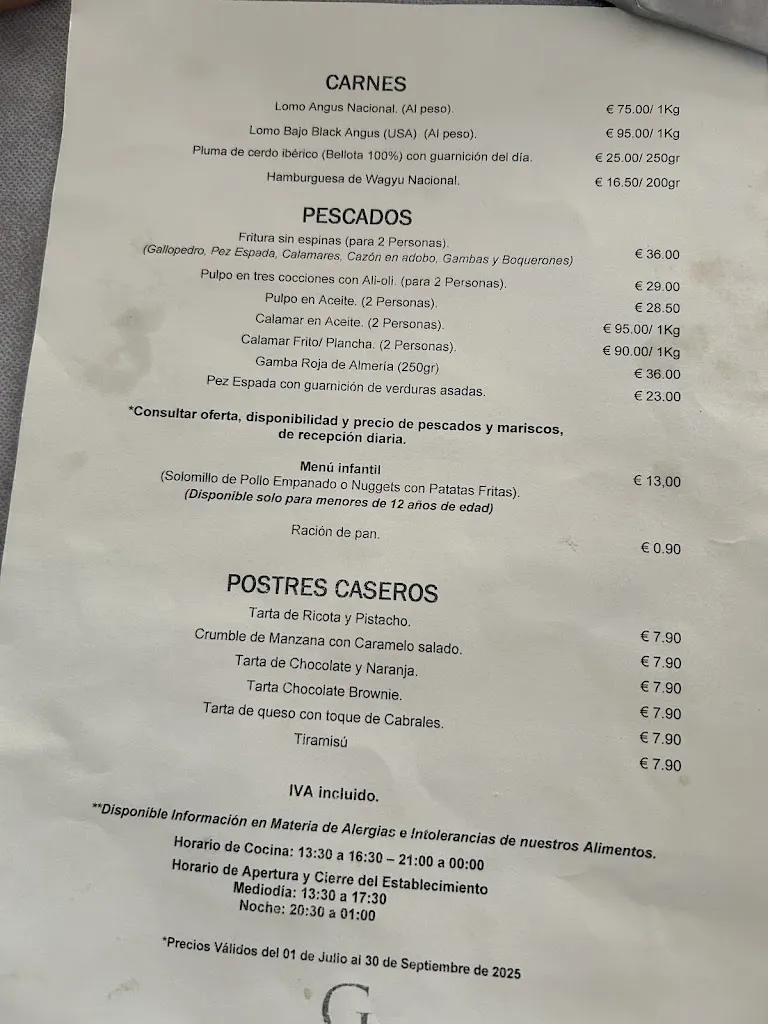 CARNES
Lomo Angus Nacional. (Al peso). € 75.00/ 1Kg
Lomo Bajo Black Angus (USA) (Al peso). € 95.00/ 1Kg
Pluma de cerdo ibérico (Bellota 100%) con guarnición del día. € 25.00/ 250gr
Hamburguesa de Wagyu Nacional. € 16.50/ 200gr
PESCADOS
Fritura sin espinas (para 2 Personas).
(Gallopedro, Pez Espada, Calamares, Cazón en adobo, Gambas y Boquerones) € 36.00
Pulpo en tres cocciones con Ali-oli. (para 2 Personas). € 29.00
Pulpo en Aceite. (2 Personas). € 28.50
Calamar en Aceite. (2 Personas). € 95.00/ 1Kg
Calamar Frito/ Plancha. (2 Personas). € 90.00/ 1Kg
Gamba Roja de Almería (250gr) € 36.00
Pez Espada con guarnición de verduras asadas. € 23.00
*Consultar oferta, disponibilidad y precio de pescados y mariscos,
de recepción diaria.
Menú infantil
(Solomillo de Pollo Empanado o Nuggets con Patatas Fritas). € 13,00
(Disponible solo para menores de 12 años de edad)
Ración de pan. € 0.90
POSTRES CASEROS
Tarta de Ricota y Pistacho. € 7.90
Crumble de Manzana con Caramelo salado. € 7.90
Tarta de Chocolate y Naranja. € 7.90
Tarta Chocolate Brownie. € 7.90
Tarta de queso con toque de Cabrales. € 7.90
Tiramisú € 7.90
IVA incluido.
**Disponible Información en Materia de Alergias e Intolerancias de nuestros Alimentos.
Horario de Cocina: 13:30 a 16:30 – 21:00 a 00:00
Horario de Apertura y Cierre del Establecimiento
Mediodía: 13:30 a 17:30
Noche: 20:30 a 01:00
*Precios Válidos del 01 de Julio al 30 de Septiembre de 2025
G